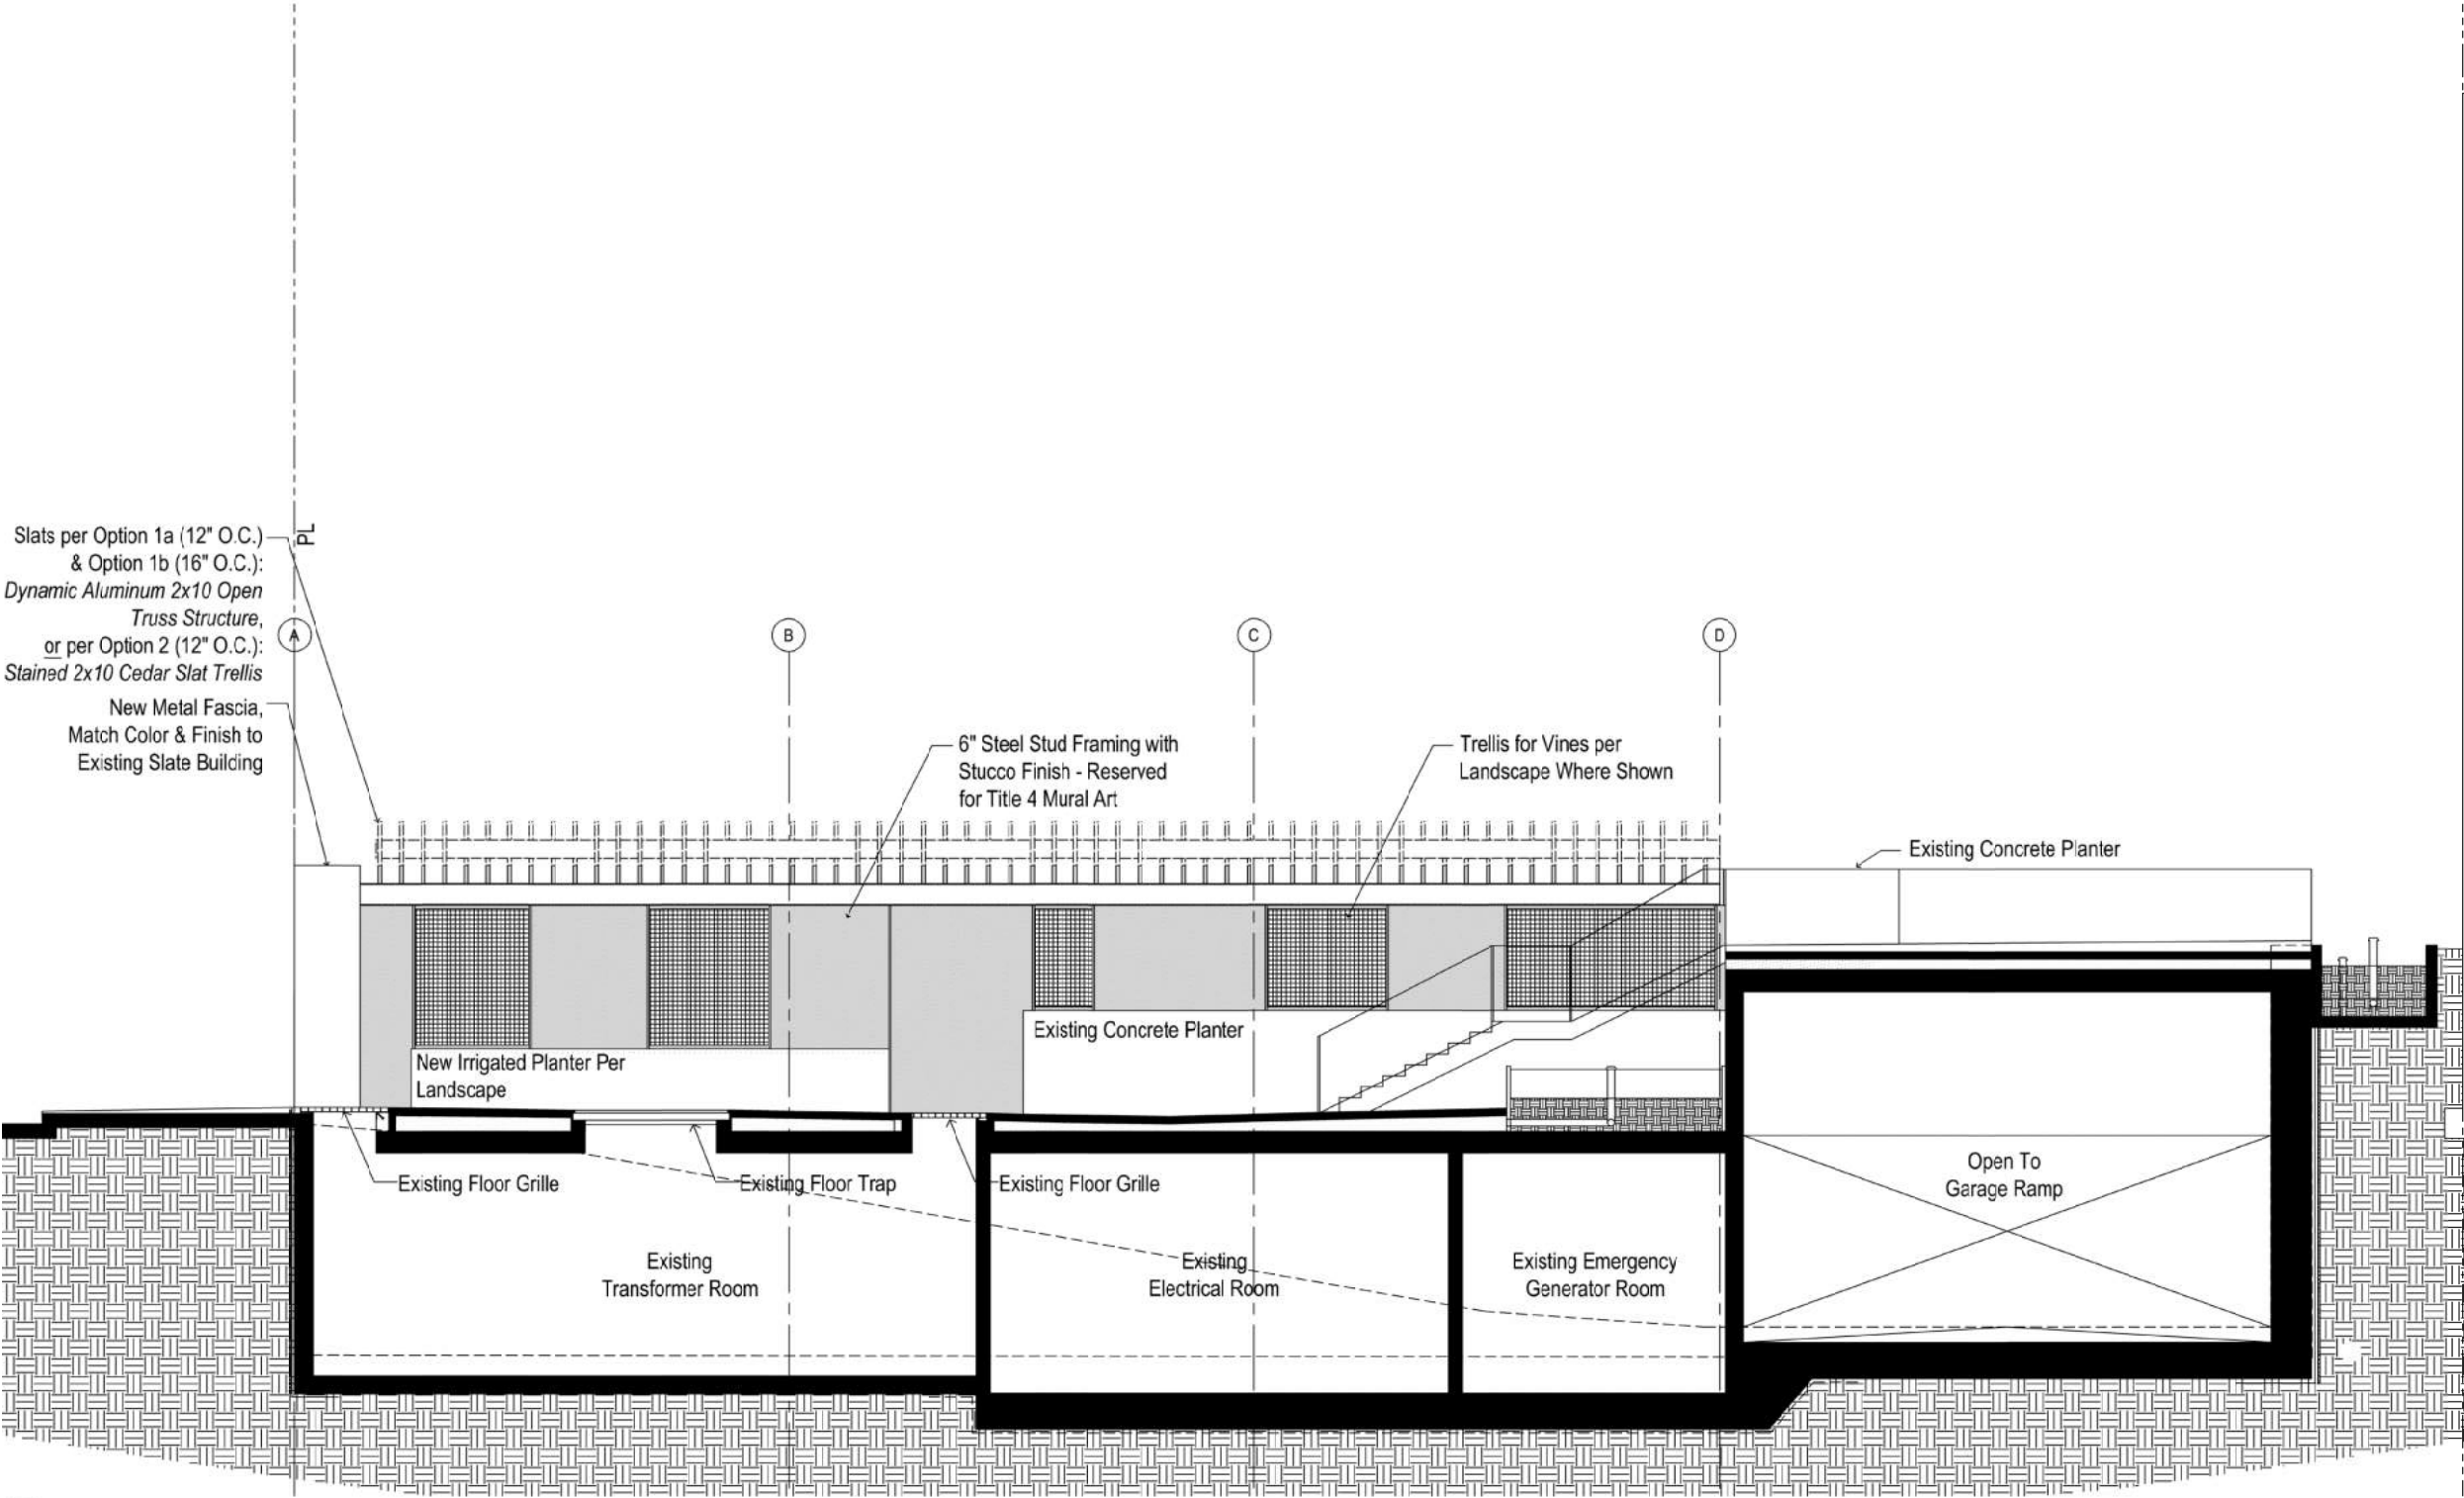 PL
Slats per Option 1a (12" O.C.)
& Option 1b (16" O.C.):
Dynamic Aluminum 2x10 Open
Truss Structure,
or per Option 2 (12" O.C.):
Stained 2x10 Cedar Slat Trellis
A
B
C
D
New Metal Fascia,
Match Color & Finish to
Existing Slate Building
6" Steel Stud Framing with
Stucco Finish - Reserved
for Title 4 Mural Art
Trellis for Vines per
Landscape Where Shown
Existing Concrete Planter
Existing Concrete Planter
New Irrigated Planter Per
Landscape
Existing Floor Grille
Existing Floor Trap
Existing Floor Grille
Open To
Garage Ramp
Existing
Transformer Room
Existing
Electrical Room
Existing Emergency
Generator Room